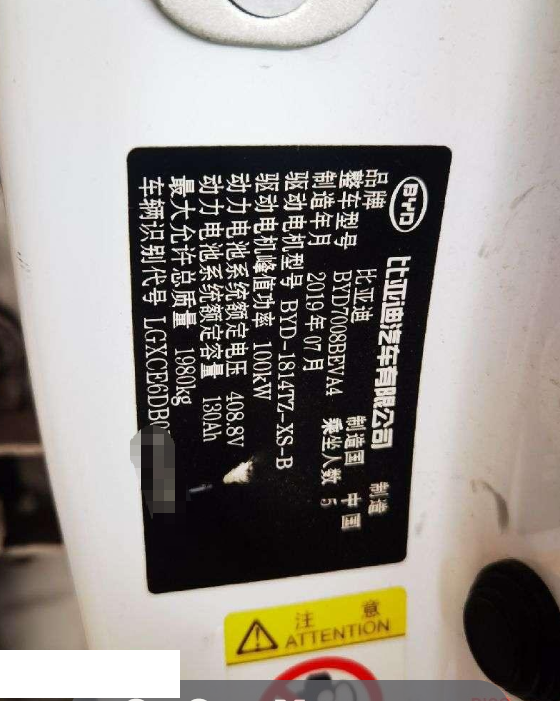 BYD 比亚迪汽车有限公司 制造
品牌 比亚迪 制造国 中国
整车型号 BYD7008BEVA4 乘坐人数 5
制造年月 2019年07月
驱动电机型号 BYD-1814TZ-XS-B
驱动电机峰值功率 100kW
动力电池系统额定电压 408.8V
动力电池系统额定容量 130Ah
最大允许总质量 1980kg
车辆识别代号 LGXCE6DB0
注 意
ATTENTION